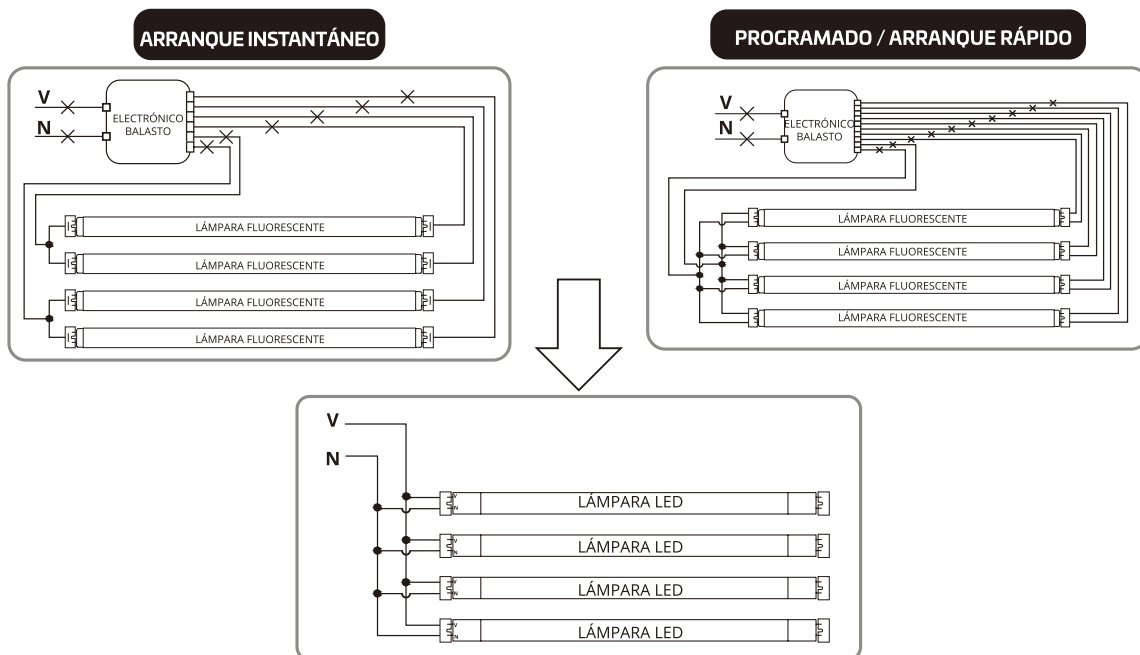 ARRANQUE INSTANTÁNEO
V
N
ELECTRÓNICO
BALASTO
LÁMPARA FLUORESCENTE
LÁMPARA FLUORESCENTE
LÁMPARA FLUORESCENTE
LÁMPARA FLUORESCENTE
PROGRAMADO / ARRANQUE RÁPIDO
V
N
ELECTRÓNICO
BALASTO
LÁMPARA FLUORESCENTE
LÁMPARA FLUORESCENTE
LÁMPARA FLUORESCENTE
LÁMPARA FLUORESCENTE
V
N
V
N
LÁMPARA LED
V
N
LÁMPARA LED
V
N
LÁMPARA LED
V
N
LÁMPARA LED